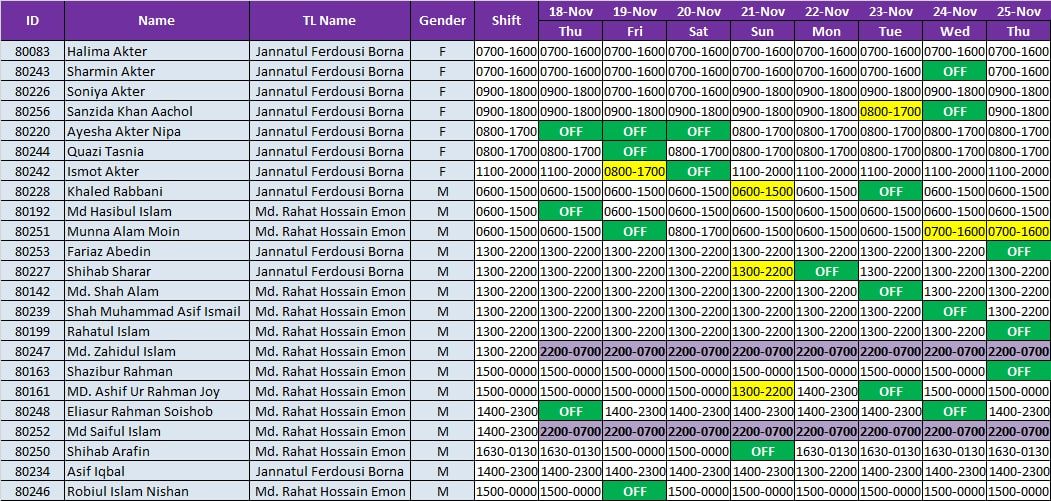 ID Name TL Name Gender Shift 18-Nov 19-Nov 20-Nov 21-Nov 22-Nov 23-Nov 24-Nov 25-Nov
Thu Fri Sat Sun Mon Tue Wed Thu
80083 Halima Akter Jannatul Ferdousi Borna F 0700-1600 0700-1600 0700-1600 0700-1600 0700-1600 0700-1600 0700-1600 0700-1600 0700-1600
80243 Sharmin Akter Jannatul Ferdousi Borna F 0700-1600 0700-1600 0700-1600 0700-1600 0700-1600 0700-1600 0700-1600 OFF 0700-1600
80226 Soniya Akter Jannatul Ferdousi Borna F 0900-1800 0900-1800 0700-1600 0700-1600 0900-1800 0900-1800 0900-1800 0900-1800 0900-1800
80256 Sanzida Khan Aachol Jannatul Ferdousi Borna F 0900-1800 0900-1800 0900-1800 0900-1800 0900-1800 0900-1800 0800-1700 OFF 0900-1800
80220 Ayesha Akter Nipa Jannatul Ferdousi Borna F 0800-1700 OFF OFF OFF 0800-1700 0800-1700 0800-1700 0800-1700 0800-1700
80244 Quazi Tasnia Jannatul Ferdousi Borna F 0800-1700 0800-1700 OFF 0800-1700 0800-1700 0800-1700 0800-1700 0800-1700 0800-1700
80242 Ismot Akter Jannatul Ferdousi Borna F 1100-2000 1100-2000 0800-1700 OFF 1100-2000 1100-2000 1100-2000 1100-2000 1100-2000
80228 Khaled Rabbani Jannatul Ferdousi Borna M 0600-1500 0600-1500 0600-1500 0600-1500 0600-1500 0600-1500 OFF 0600-1500 0600-1500
80192 Md Hasibul Islam Md. Rahat Hossain Emon M 0600-1500 OFF 0600-1500 0600-1500 0600-1500 0600-1500 0600-1500 0600-1500 0600-1500
80251 Munna Alam Moin Md. Rahat Hossain Emon M 0600-1500 0600-1500 OFF 0800-1700 0600-1500 0600-1500 0600-1500 0700-1600 0700-1600
80253 Fariaz Abedin Jannatul Ferdousi Borna M 1300-2200 1300-2200 1300-2200 1300-2200 1300-2200 1300-2200 1300-2200 1300-2200 OFF
80227 Shihab Sharar Jannatul Ferdousi Borna M 1300-2200 1300-2200 1300-2200 1300-2200 1300-2200 OFF 1300-2200 1300-2200 1300-2200
80142 Md. Shah Alam Md. Rahat Hossain Emon M 1300-2200 1300-2200 1300-2200 1300-2200 1300-2200 1300-2200 OFF 1300-2200 1300-2200
80239 Shah Muhammad Asif Ismail Md. Rahat Hossain Emon M 1300-2200 1300-2200 1300-2200 1300-2200 1300-2200 1300-2200 1300-2200 OFF 1300-2200
80199 Rahatul Islam Md. Rahat Hossain Emon M 1300-2200 1300-2200 1300-2200 1300-2200 1300-2200 1300-2200 1300-2200 1300-2200 OFF
80247 Md. Zahidul Islam Md. Rahat Hossain Emon M 1300-2200 2200-0700 2200-0700 2200-0700 2200-0700 2200-0700 2200-0700 2200-0700 2200-0700
80163 Shazibur Rahman Md. Rahat Hossain Emon M 1500-0000 1500-0000 1500-0000 1500-0000 1500-0000 1500-0000 1500-0000 1500-0000 OFF
80161 MD. Ashif Ur Rahman Joy Md. Rahat Hossain Emon M 1500-0000 1500-0000 1500-0000 1500-0000 1300-2200 1400-2300 OFF 1500-0000 1500-0000
80248 Eliasur Rahman Soishob Md. Rahat Hossain Emon M 1400-2300 OFF 1400-2300 1400-2300 1400-2300 1400-2300 1400-2300 OFF 1400-2300
80252 Md Saiful Islam Md. Rahat Hossain Emon M 1400-2300 2200-0700 2200-0700 2200-0700 2200-0700 2200-0700 2200-0700 2200-0700 2200-0700
80250 Shihab Arafin Md. Rahat Hossain Emon M 1630-0130 1630-0130 1500-0000 1500-0000 OFF 1630-0130 1630-0130 1630-0130 1630-0130
80234 Asif Iqbal Jannatul Ferdousi Borna M 1400-2300 1400-2300 1400-2300 1400-2300 1400-2300 1300-2200 1400-2300 1400-2300 1400-2300
80246 Robiul Islam Nishan Md. Rahat Hossain Emon M 1500-0000 1500-0000 OFF 1500-0000 1500-0000 1500-0000 1500-0000 1500-0000 1500-0000